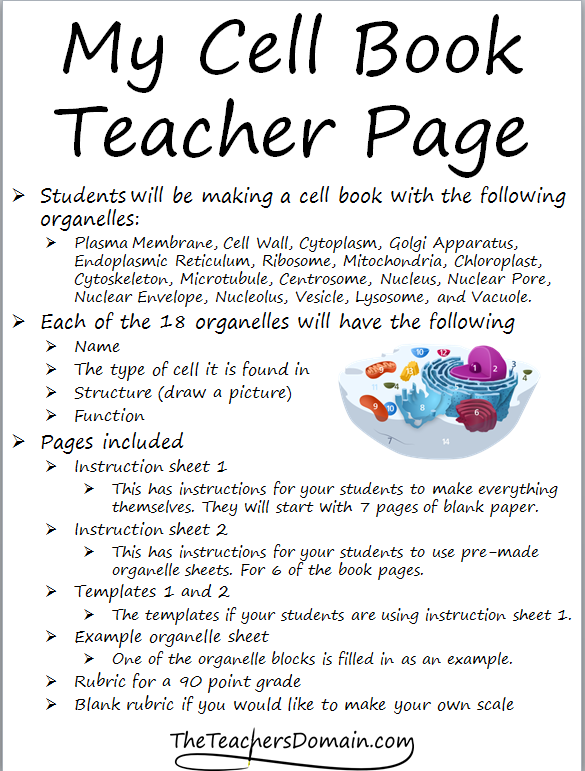 My Cell Book
Teacher Page
➢ Students will be making a cell book with the following
organelles:
➢ Plasma Membrane, Cell Wall, Cytoplasm, Golgi Apparatus,
Endoplasmic Reticulum, Ribosome, Mitochondria, Chloroplast,
Cytoskeleton, Microtubule, Centrosome, Nucleus, Nuclear Pore,
Nuclear Envelope, Nucleolus, Vesicle, Lysosome, and Vacuole.
➢ Each of the 18 organelles will have the following
➢ Name
➢ The type of cell it is found in
➢ Structure (draw a picture)
➢ Function
10 12
9 13 1 2 3
11 4 5 4
9 10 8 6
7 14
➢ Pages included
➢ Instruction sheet 1
➢ This has instructions for your students to make everything
themselves. They will start with 7 pages of blank paper.
➢ Instruction sheet 2
➢ This has instructions for your students to use pre-made
organelle sheets. For 6 of the book pages.
➢ Templates 1 and 2
➢ The templates if your students are using instruction sheet 1.
➢ Example organelle sheet
➢ One of the organelle blocks is filled in as an example.
➢ Rubric for a 90 point grade
➢ Blank rubric if you would like to make your own scale
TheTeachersDomain.com